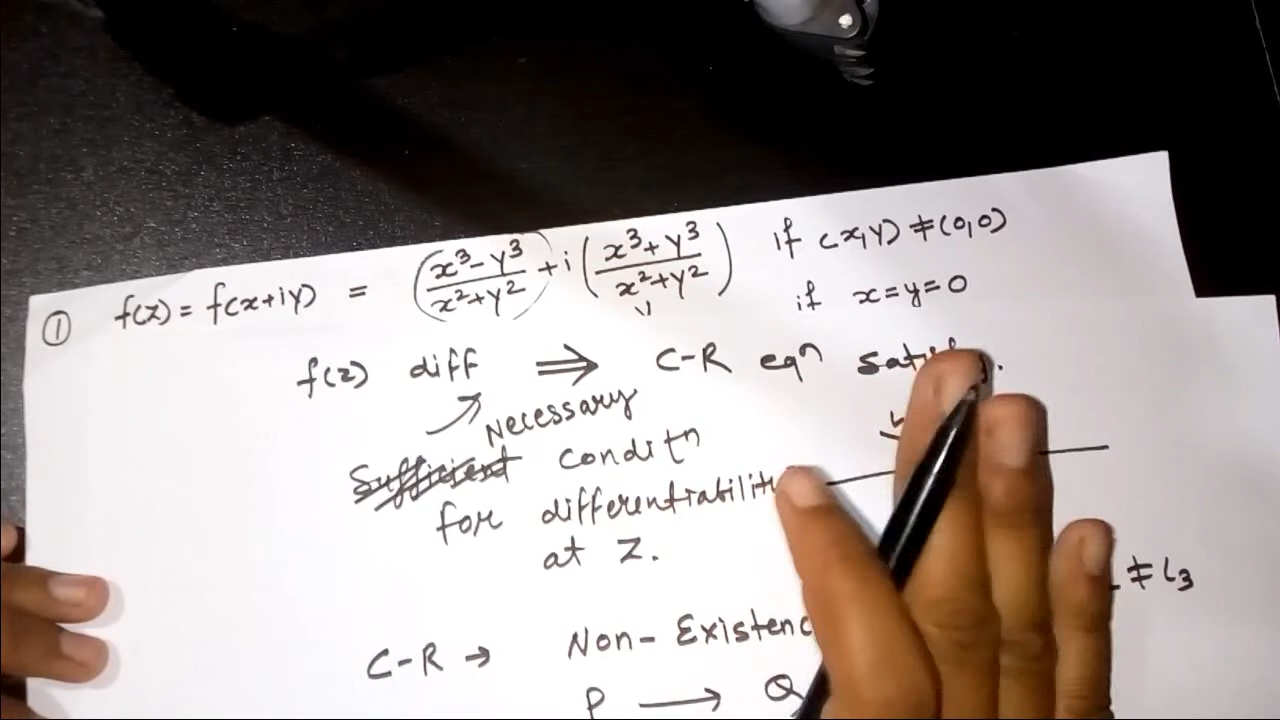 ① f(z) = f(x+iy) = (x³-y³/x²+y²) + i (x³+y³/x²+y²) if (x,y) ≠ (0,0)
if x=y=0
f(z) diff ⟹ C-R eqⁿ
Necessary
Sufficient conditⁿ
for differentiabilit
at z.
≠ L₃
C-R → Non-Existenc
P → Q